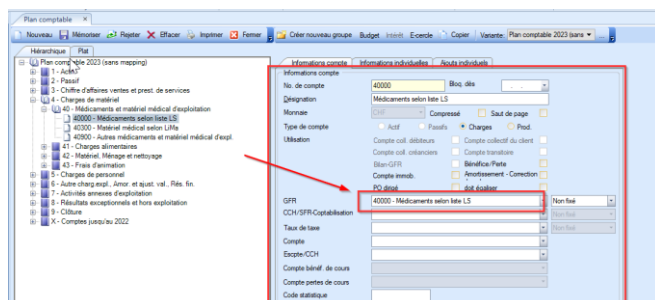 Plan comptable
Nouveau Mémoriser Rejeter Effacer Imprimer Fermer Créer nouveau groupe Budget Intérêt E-cercle Copier Variante: Plan comptable 2023 (sans
Hiérarchique Plat
Plan comptable 2023 (sans mapping)
1 - Actifs
2 - Passif
3 - Chiffre d'affaires ventes et prest. de services
4 - Charges de matériel
40 - Médicaments et matériel médical d'exploitation
40000 - Médicaments selon liste LS
40300 - Matériel médical selon LiMa
40900 - Autres médicaments et matériel médical d'expl.
41 - Charges alimentaires
42 - Matériel, Ménage et nettoyage
43 - Frais d'animation
5 - Charges de personnel
6 - Autre charg.expl., Amor. et ajust. val., Rés. fin.
7 - Activités annexes d'exploitation
8 - Résultats exceptionnels et hors exploitation
9 - Clôture
X - Comptes jusqu'au 2022
Informations compte Informations individuelles Ajouts individuels
Informations compte
No. de compte 40000 Bloq. dès
Désignation Médicaments selon liste LS
Monnaie CHF Compressé Saut de page
Type de compte Actif Passifs Charges Prod.
Utilisation Compte coll. débiteurs Compte collectif du client
Compte coll. créanciers Compte transitoire
Bilan-GFR Bénéfice/Perte
Compte immob. Amortissement - Correction
PO dirigé doit égaliser
GFR 40000 - Médicaments selon liste LS Non fixé
CCH/SFR-Coptabilisation Non fixé
Taux de taxe Non fixé
Compte
Escpte/CCH
Compte bénéf. de cours
Compte pertes de cours
Code statistique